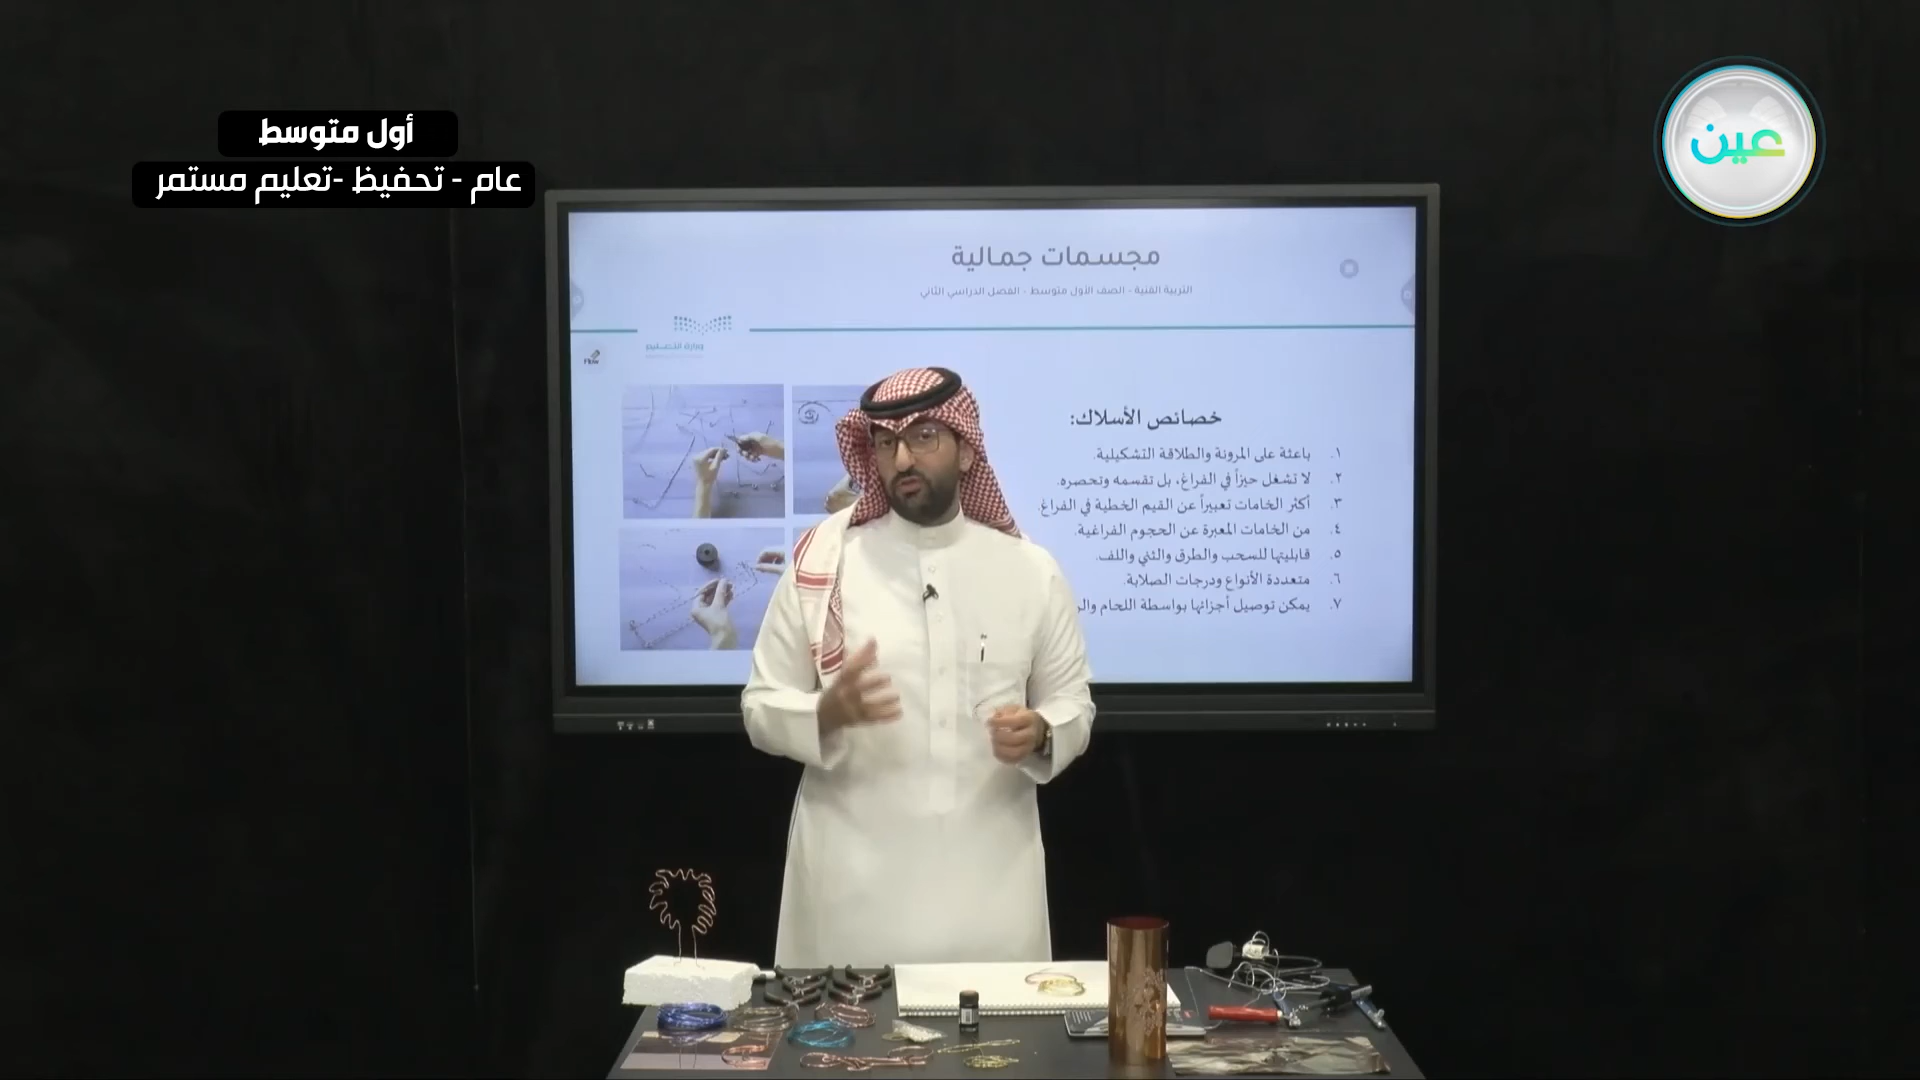 أول متوسط
عام - تحفيظ -تعليم مستمر
عين
مجسمات جمالية
التربية الفنية - الصف الأول متوسط - الفصل الدراسي الثاني
وزارة التعليم
خصائص الأسلاك:
١. باعثة على المرونة والطلاقة التشكيلية.
٢. لا تشغل حيزاً في الفراغ، بل تقسمه وتحصره.
٣. أكثر الخامات تعبيراً عن القيم الخطية في الفراغ.
٤. من الخامات المعبرة عن الحجوم الفراغية.
٥. قابليتها للسحب والطرق والثني واللف.
٦. متعددة الأنواع ودرجات الصلابة.
٧. يمكن توصيل أجزائها بواسطة اللحام